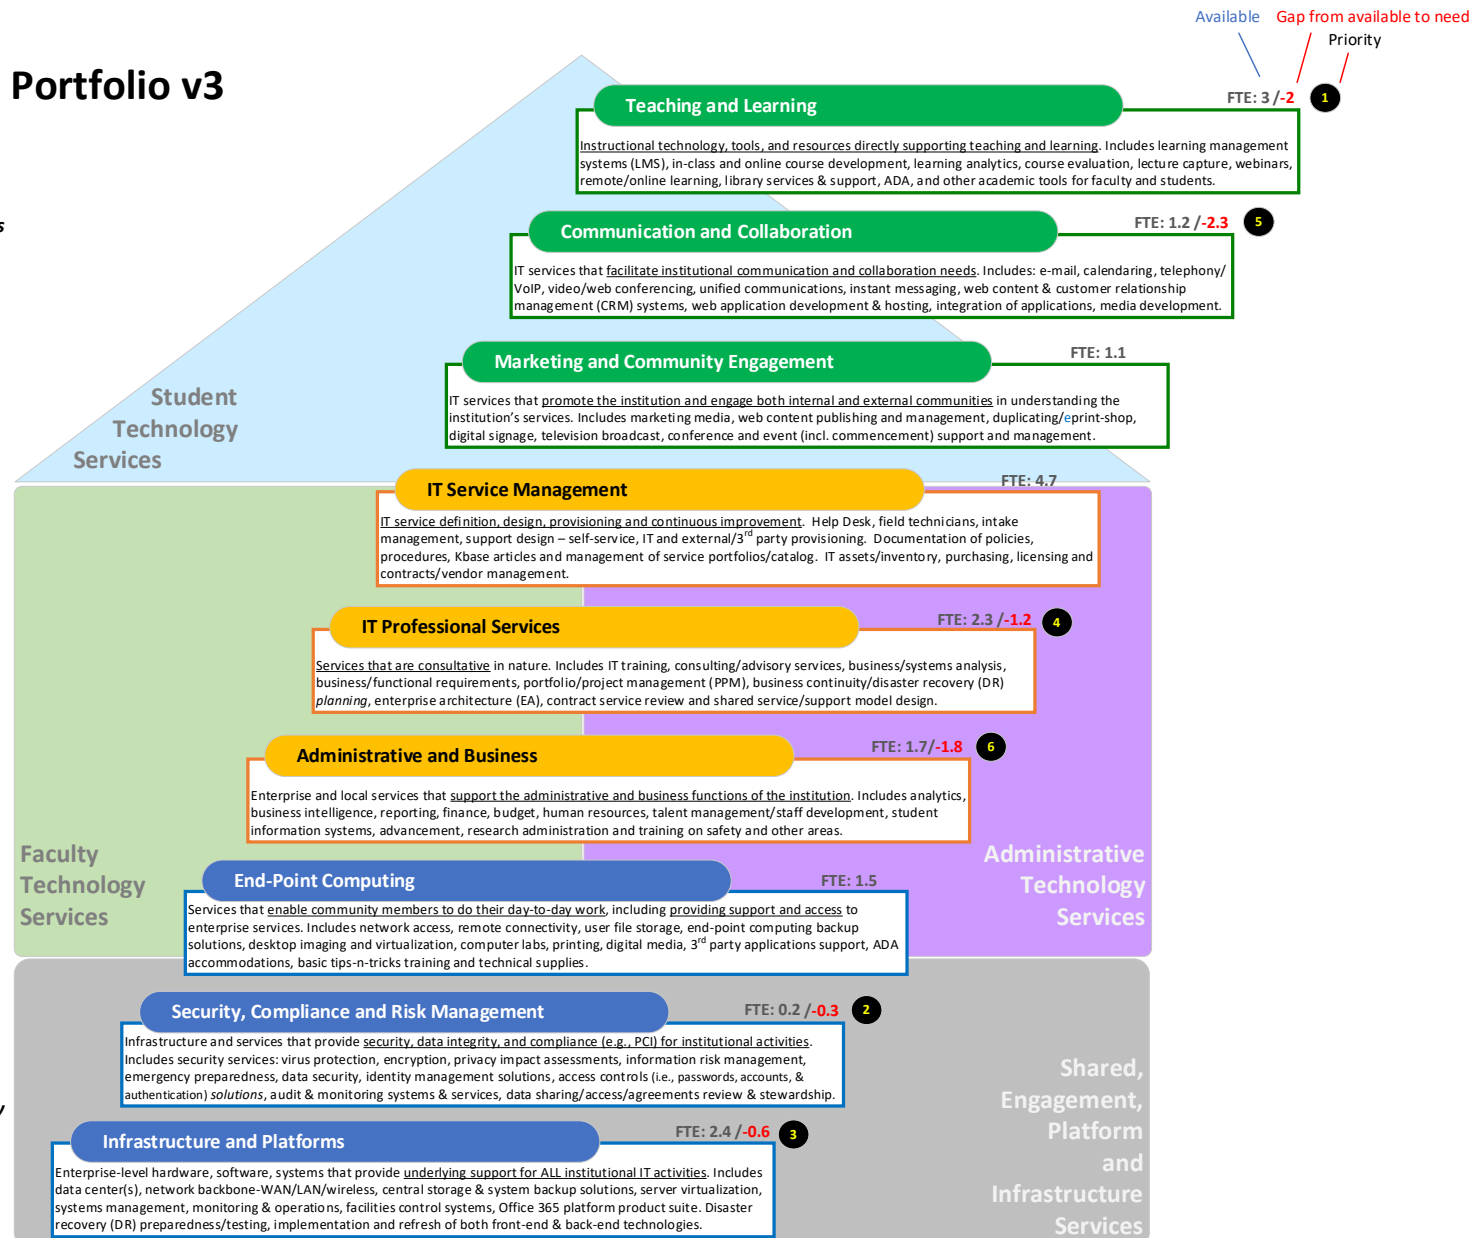 Available
Gap from available to need
Priority
Portfolio v3
s
Teaching and Learning
FTE: 3 /-2
1
Instructional technology, tools, and resources directly supporting teaching and learning. Includes learning management
systems (LMS), in-class and online course development, learning analytics, course evaluation, lecture capture, webinars,
remote/online learning, library services & support, ADA, and other academic tools for faculty and students.
Communication and Collaboration
FTE: 1.2 /-2.3
5
IT services that facilitate institutional communication and collaboration needs. Includes: e-mail, calendaring, telephony/
VoIP, video/web conferencing, unified communications, instant messaging, web content & customer relationship
management (CRM) systems, web application development & hosting, integration of applications, media development.
Marketing and Community Engagement
FTE: 1.1
IT services that promote the institution and engage both internal and external communities in understanding the
institution's services. Includes marketing media, web content publishing and management, duplicating/eprint-shop,
digital signage, television broadcast, conference and event (incl. commencement) support and management.
Student
Technology
Services
IT Service Management
FTE: 4.7
IT service definition, design, provisioning and continuous improvement. Help Desk, field technicians, intake
management, support design – self-service, IT and external/3rd party provisioning. Documentation of policies,
procedures, Kbase articles and management of service portfolios/catalog. IT assets/inventory, purchasing, licensing and
contracts/vendor management.
IT Professional Services
FTE: 2.3 /-1.2
4
Services that are consultative in nature. Includes IT training, consulting/advisory services, business/systems analysis,
business/functional requirements, portfolio/project management (PPM), business continuity/disaster recovery (DR)
planning, enterprise architecture (EA), contract service review and shared service/support model design.
Administrative and Business
FTE: 1.7/-1.8
6
Enterprise and local services that support the administrative and business functions of the institution. Includes analytics,
business intelligence, reporting, finance, budget, human resources, talent management/staff development, student
information systems, advancement, research administration and training on safety and other areas.
Faculty
Technology
Services
Administrative
Technology
Services
End-Point Computing
FTE: 1.5
Services that enable community members to do their day-to-day work, including providing support and access to
enterprise services. Includes network access, remote connectivity, user file storage, end-point computing backup
solutions, desktop imaging and virtualization, computer labs, printing, digital media, 3rd party applications support, ADA
accommodations, basic tips-n-tricks training and technical supplies.
Security, Compliance and Risk Management
FTE: 0.2 /-0.3
2
Infrastructure and services that provide security, data integrity, and compliance (e.g., PCI) for institutional activities.
Includes security services: virus protection, encryption, privacy impact assessments, information risk management,
emergency preparedness, data security, identity management solutions, access controls (i.e., passwords, accounts, &
authentication) solutions, audit & monitoring systems & services, data sharing/access/agreements review & stewardship.
y
Shared,
Engagement,
Platform
and
Infrastructure
Services
Infrastructure and Platforms
FTE: 2.4 /-0.6
3
Enterprise-level hardware, software, systems that provide underlying support for ALL institutional IT activities. Includes
data center(s), network backbone-WAN/LAN/wireless, central storage & system backup solutions, server virtualization,
systems management, monitoring & operations, facilities control systems, Office 365 platform product suite. Disaster
recovery (DR) preparedness/testing, implementation and refresh of both front-end & back-end technologies.